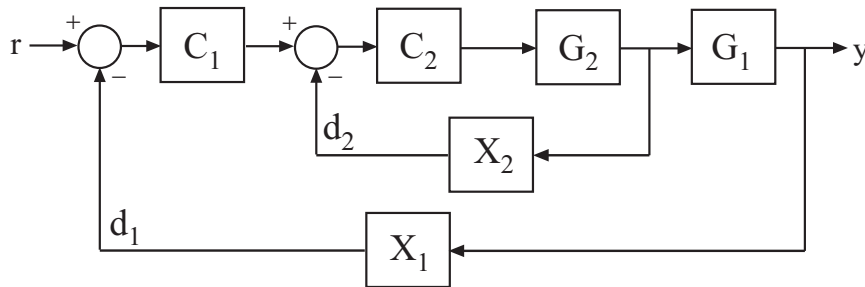 r + − C₁ + − C₂ G₂ G₁ y
d₂ X₂
d₁ X₁